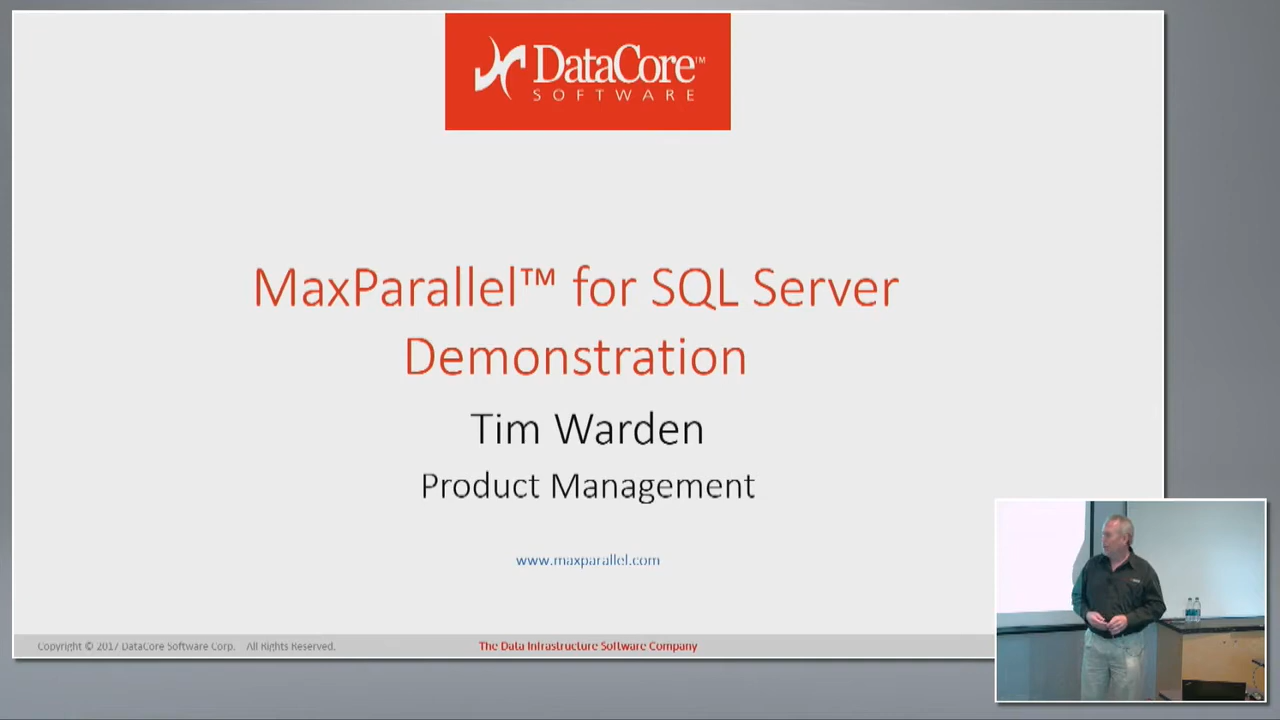 DataCore™
SOFTWARE
MaxParallel™ for SQL Server
Demonstration
Tim Warden
Product Management
www.maxparallel.com
Copyright © 2017 DataCore Software Corp. All Rights Reserved.
The Data Infrastructure Software Company